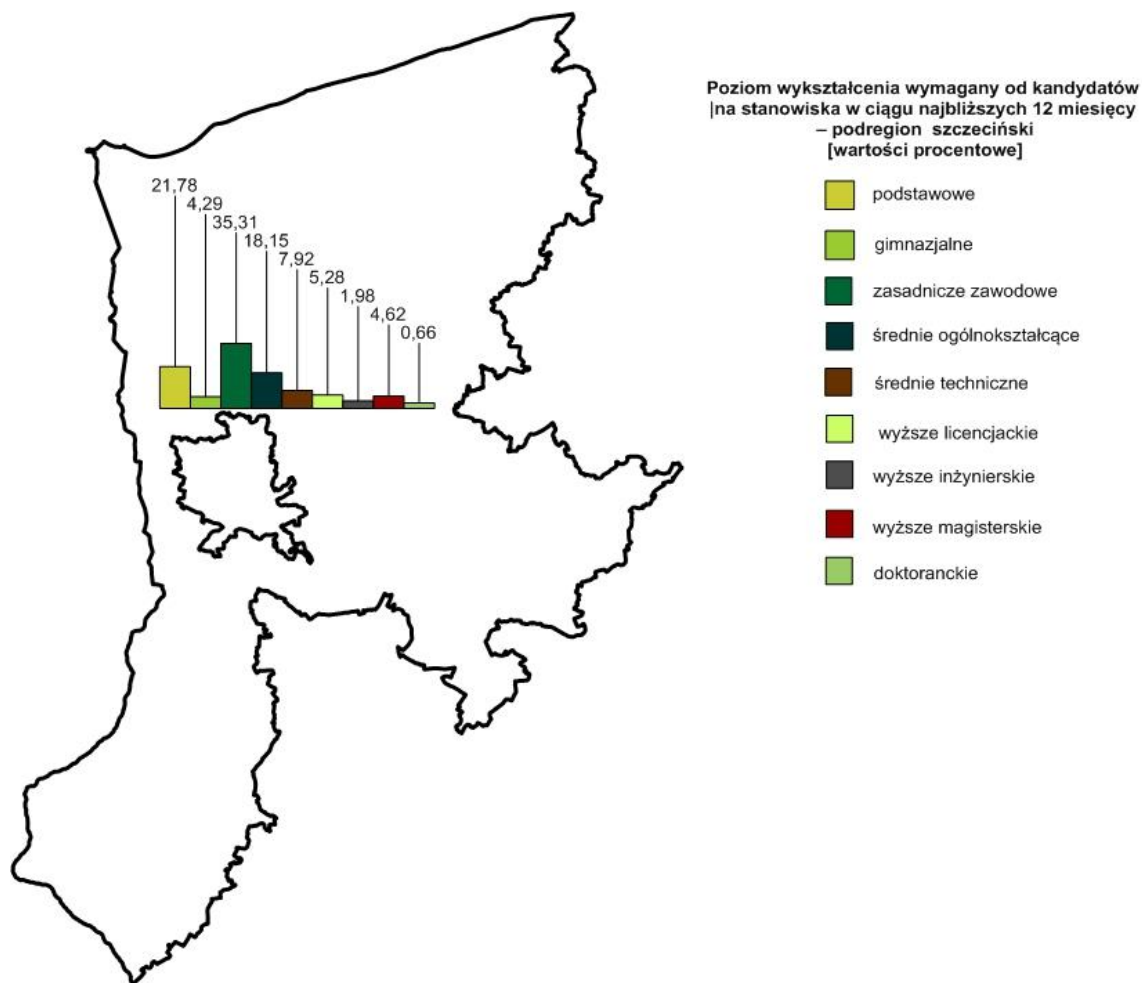 Poziom wykształcenia wymagany od kandydatów
|na stanowiska w ciągu najbliższych 12 miesięcy
– podregion szczeciński
[wartości procentowe]
21,78
4,29
35,31
18,15
7,92
5,28
1,98
4,62
0,66
podstawowe
gimnazjalne
zasadnicze zawodowe
średnie ogólnokształcące
średnie techniczne
wyższe licencjackie
wyższe inżynierskie
wyższe magisterskie
doktoranckie